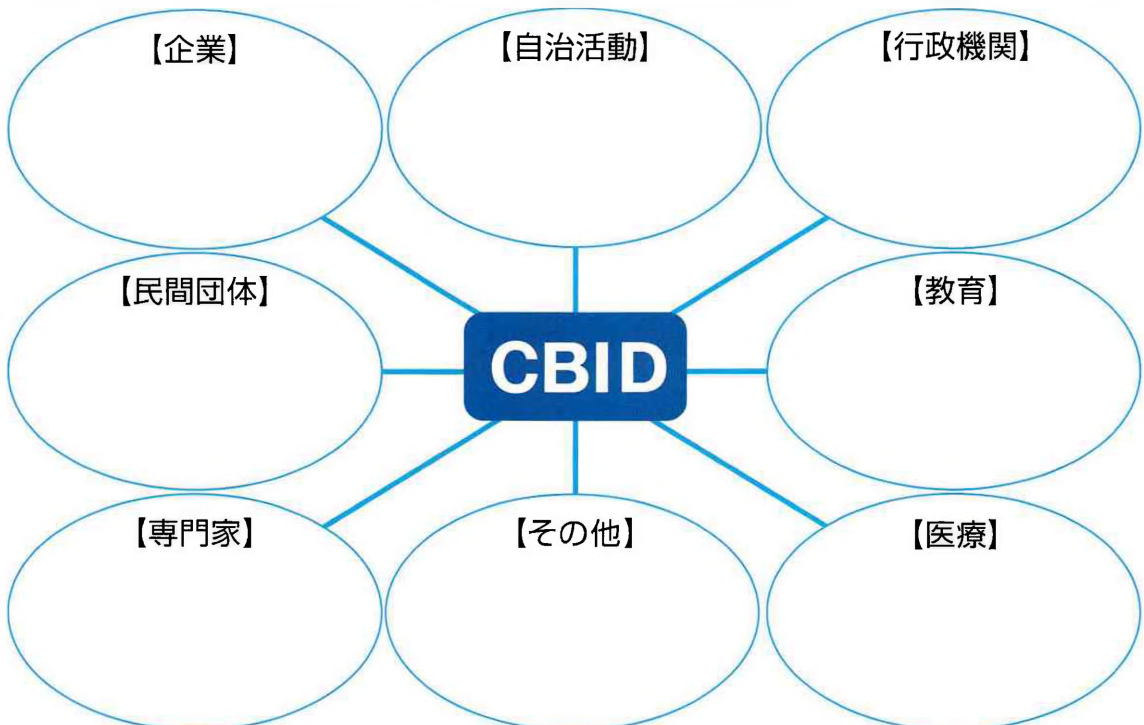 【企業】
【自治活動】
【行政機関】
【民間団体】
CBID
【教育】
【専門家】
【その他】
【医療】